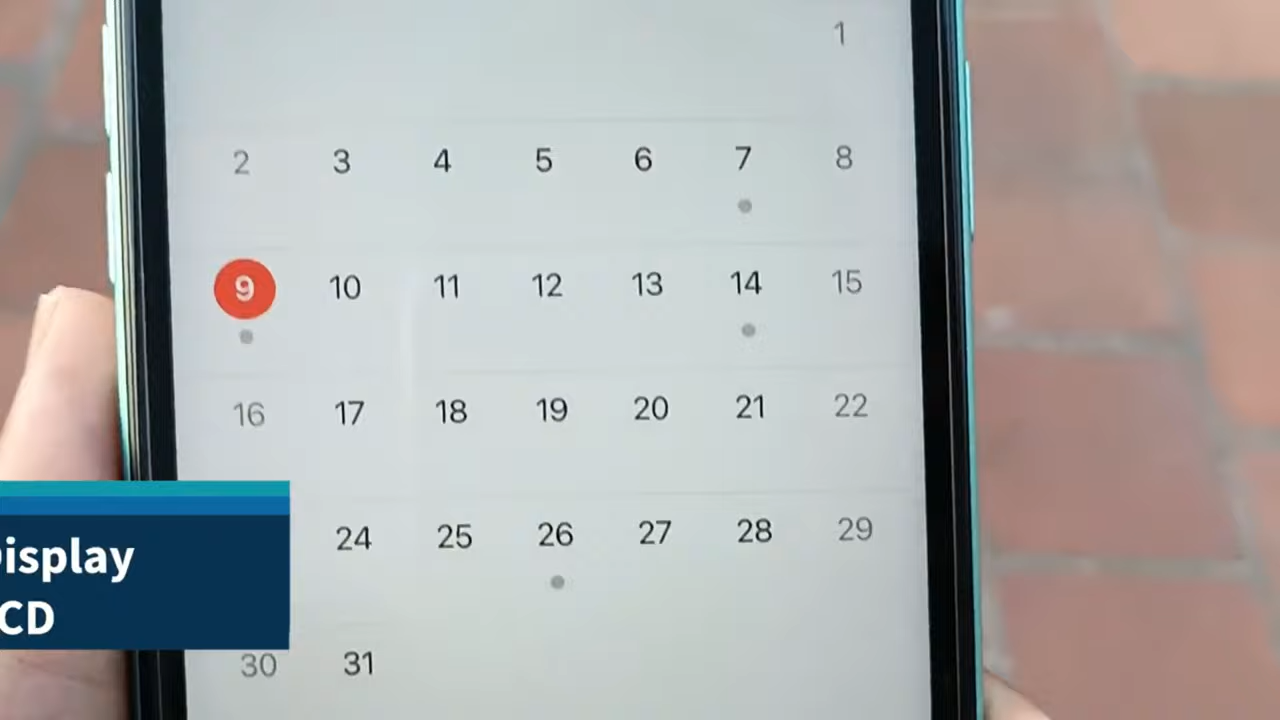 1
2 3 4 5 6 7 8
9 10 11 12 13 14 15
16 17 18 19 20 21 22
24 25 26 27 28 29
30 31
isplay
CD